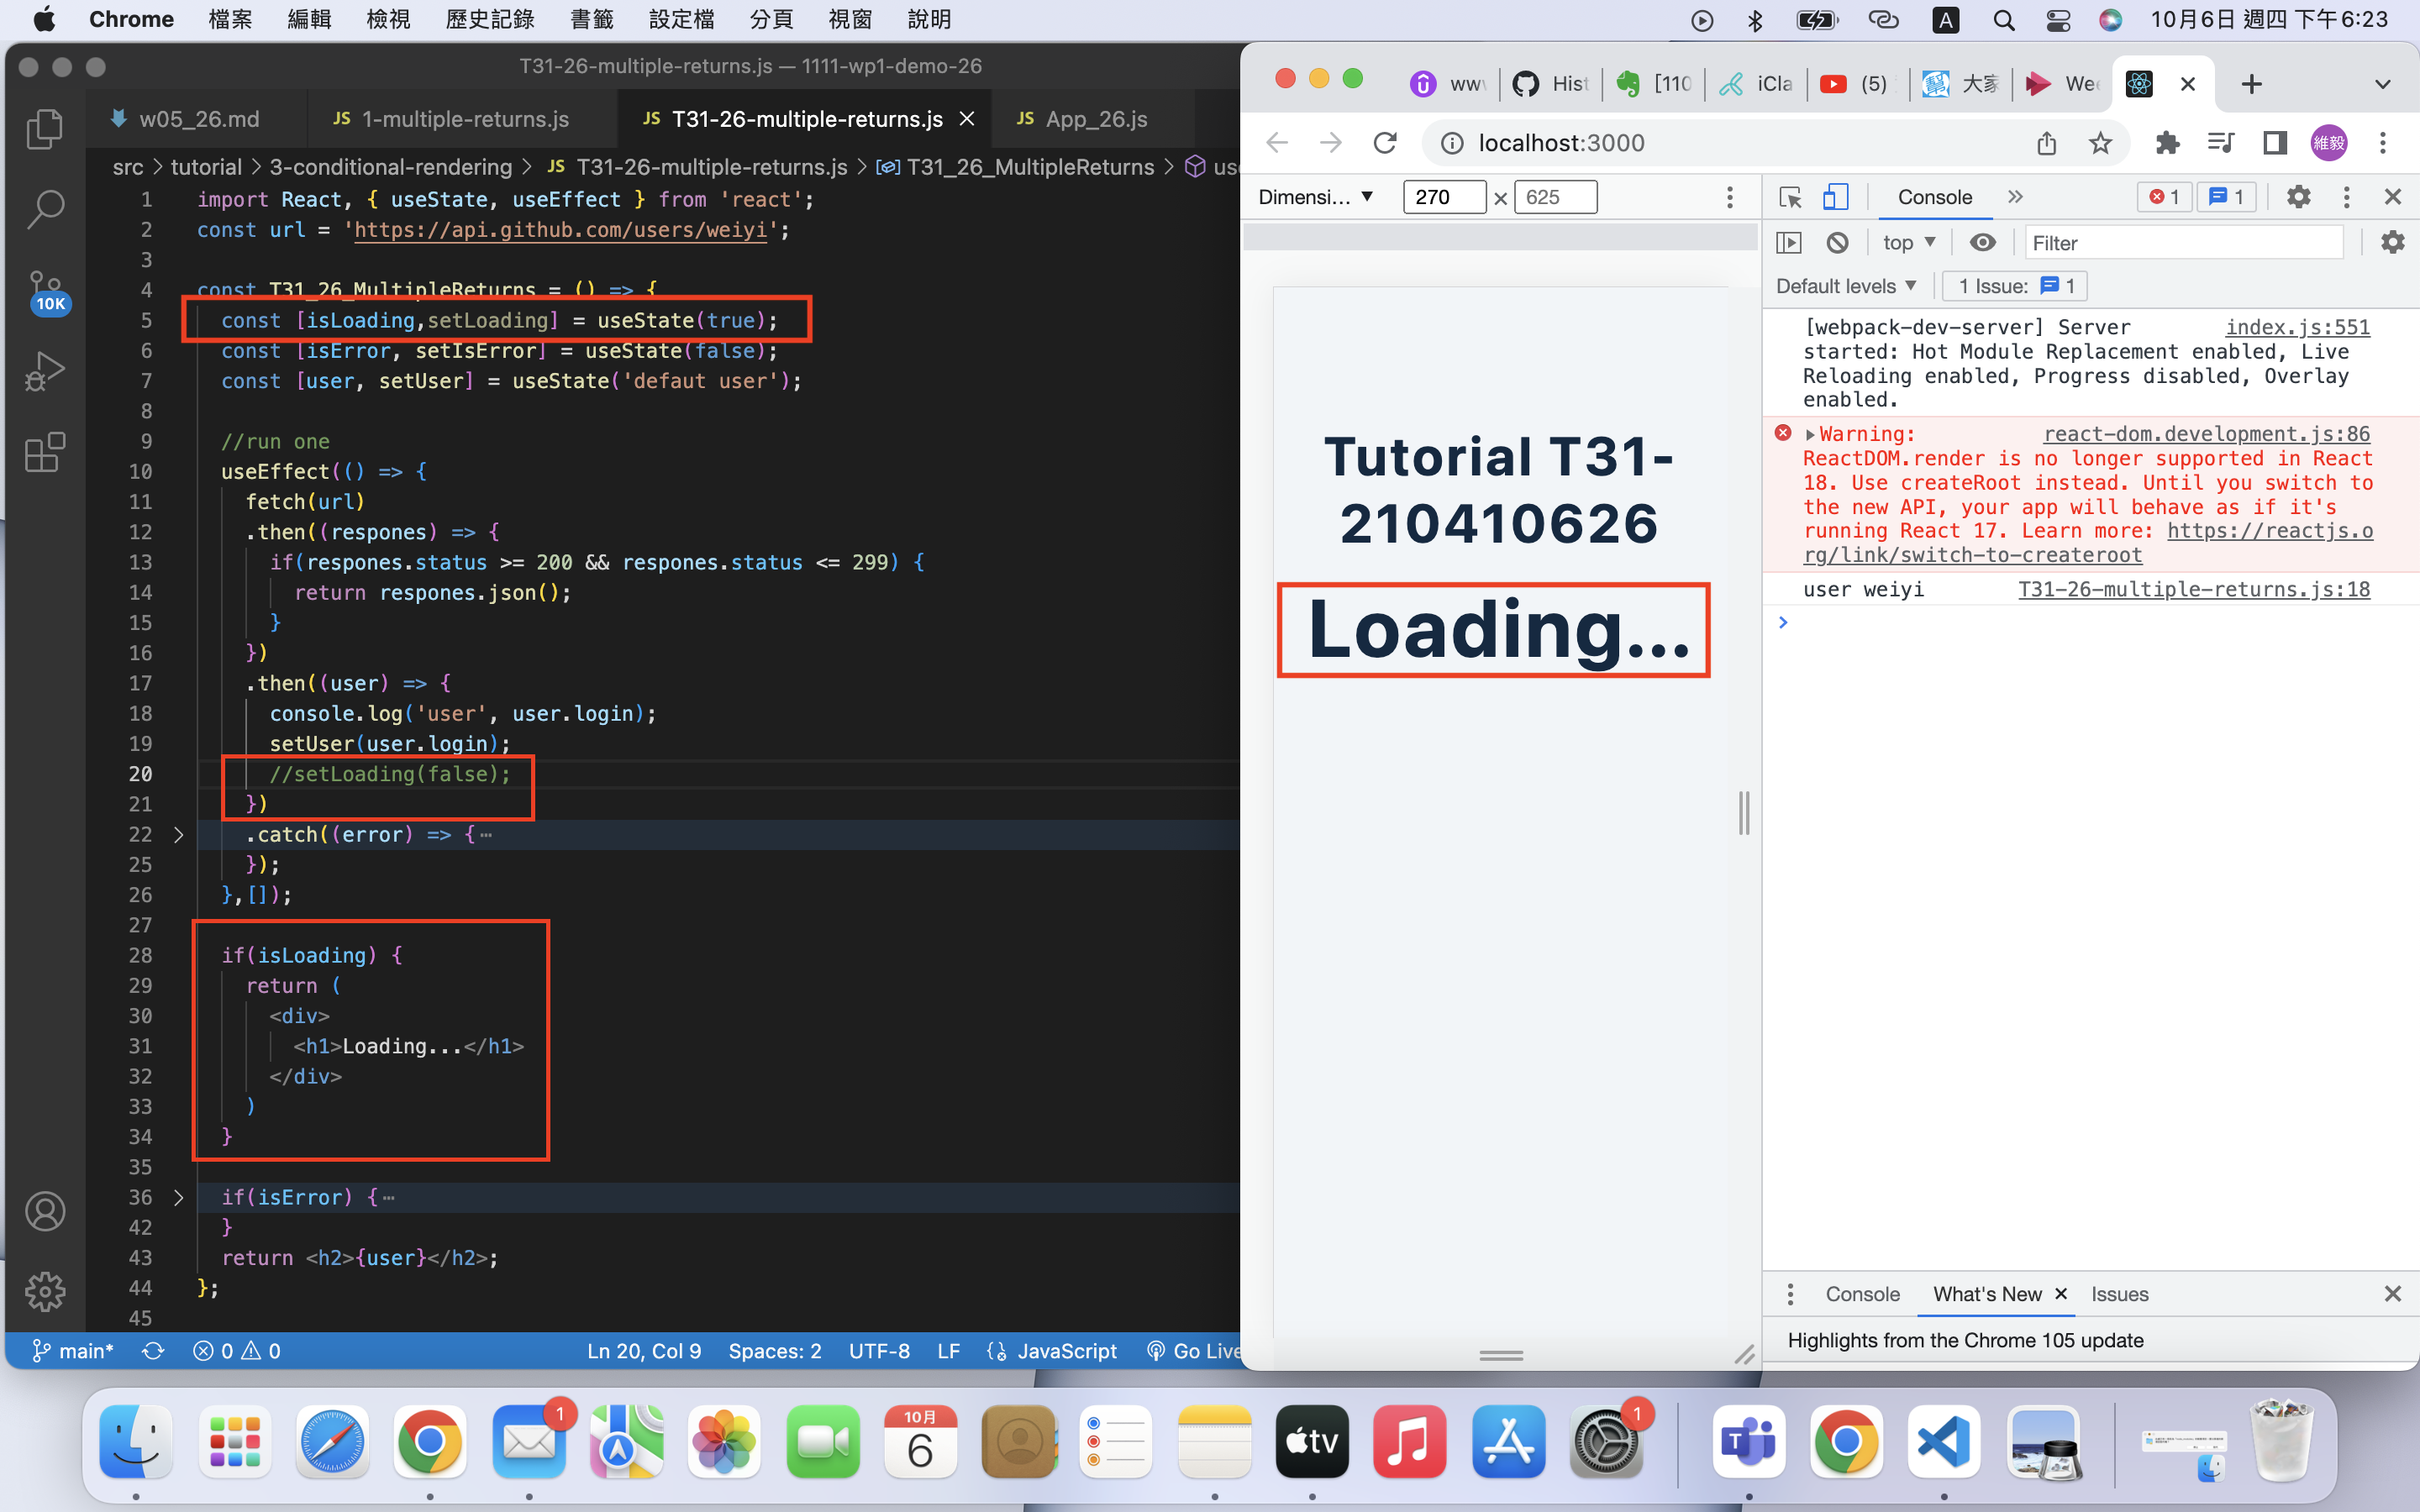 Chrome 檔案 編輯 檢視 歷史記錄 書籤 設定檔 分頁 視窗 說明 A 10月6日 週四 下午6:23
T31-26-multiple-returns.js — 1111-wp1-demo-26
w05_26.md JS 1-multiple-returns.js JS T31-26-multiple-returns.js JS App_26.js
src > tutorial > 3-conditional-rendering > JS T31-26-multiple-returns.js > T31_26_MultipleReturns >
10K
1 import React, { useState, useEffect } from 'react';
2 const url = 'https://api.github.com/users/weiyi';
3
4 const T31_26_MultipleReturns = () => {
5 const [isLoading,setLoading] = useState(true);
6 const [isError, setIsError] = useState(false);
7 const [user, setUser] = useState('defaut user');
8
9 //run one
10 useEffect(() => {
11 fetch(url)
12 .then((respones) => {
13 if(respones.status >= 200 && respones.status <= 299) {
14 return respones.json();
15 }
16 })
17 .then((user) => {
18 console.log('user', user.login);
19 setUser(user.login);
20 //setLoading(false);
21 })
22 .catch((error) => {⋯
25 });
26 },[]);
27
28 if(isLoading) {
29 return (
30 <div>
31 <h1>Loading...</h1>
32 </div>
33 )
34 }
35
36 if(isError) {⋯
42 }
43 return <h2>{user}</h2>;
44 };
45
main* 0 0 Ln 20, Col 9 Spaces: 2 UTF-8 LF JavaScript Go Live
www Hist [110 iCla (5) 大家 We
localhost:3000 維毅
Dimensi... ▼ 270 × 625
Tutorial T31-
210410626
Loading...
Console 1 1
top ▼ Filter
Default levels ▼ 1 Issue: 1
[webpack-dev-server] Server index.js:551
started: Hot Module Replacement enabled, Live
Reloading enabled, Progress disabled, Overlay
enabled.
Warning: react-dom.development.js:86
ReactDOM.render is no longer supported in React
18. Use createRoot instead. Until you switch to
the new API, your app will behave as if it's
running React 17. Learn more: https://reactjs.o
rg/link/switch-to-createroot
user weiyi T31-26-multiple-returns.js:18
Console What's New Issues
Highlights from the Chrome 105 update
1 10月 6 tv 1